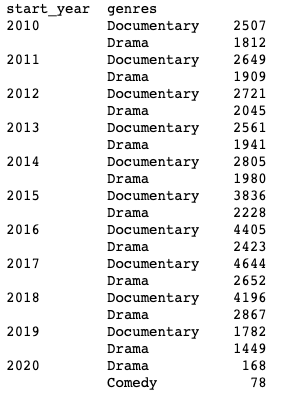 start_year  genres
2010        Documentary    2507
            Drama          1812
2011        Documentary    2649
            Drama          1909
2012        Documentary    2721
            Drama          2045
2013        Documentary    2561
            Drama          1941
2014        Documentary    2805
            Drama          1980
2015        Documentary    3836
            Drama          2228
2016        Documentary    4405
            Drama          2423
2017        Documentary    4644
            Drama          2652
2018        Documentary    4196
            Drama          2867
2019        Documentary    1782
            Drama          1449
2020        Drama           168
            Comedy           78